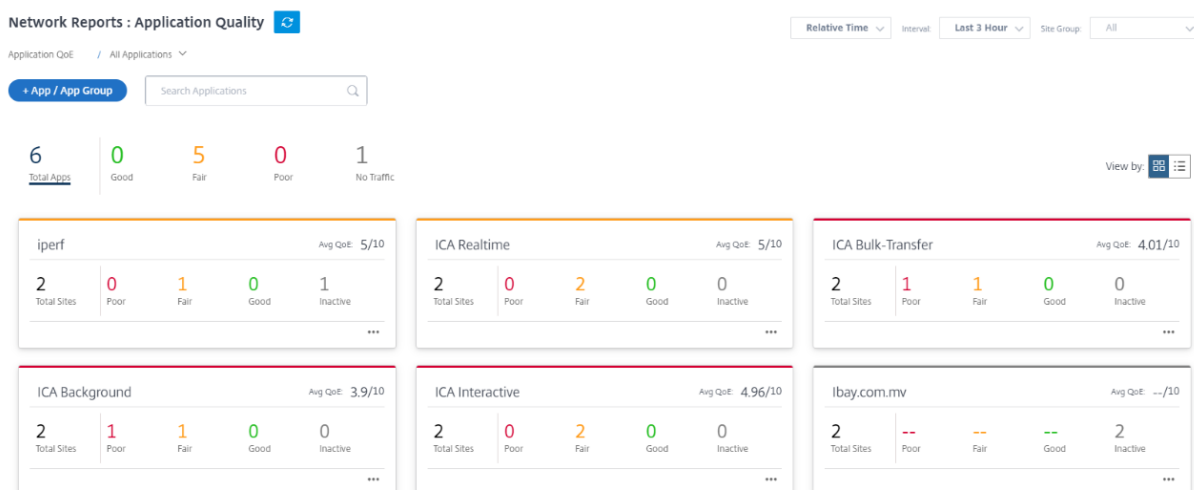 Network Reports : Application Quality
Relative Time Interval: Last 3 Hour Site Group: All
Application QoE / All Applications
+ App / App Group Search Applications
6 0 5 0 1
Total Apps Good Fair Poor No Traffic
View by:
iperf Avg QoE: 5/10
2 0 1 0 1
Total Sites Poor Fair Good Inactive
•••
ICA Realtime Avg QoE: 5/10
2 0 2 0 0
Total Sites Poor Fair Good Inactive
•••
ICA Bulk-Transfer Avg QoE: 4.01/10
2 1 1 0 0
Total Sites Poor Fair Good Inactive
•••
ICA Background Avg QoE: 3.9/10
2 1 1 0 0
Total Sites Poor Fair Good Inactive
•••
ICA Interactive Avg QoE: 4.96/10
2 0 2 0 0
Total Sites Poor Fair Good Inactive
•••
Ibay.com.mv Avg QoE: --/10
2 -- -- -- 2
Total Sites Poor Fair Good Inactive
•••